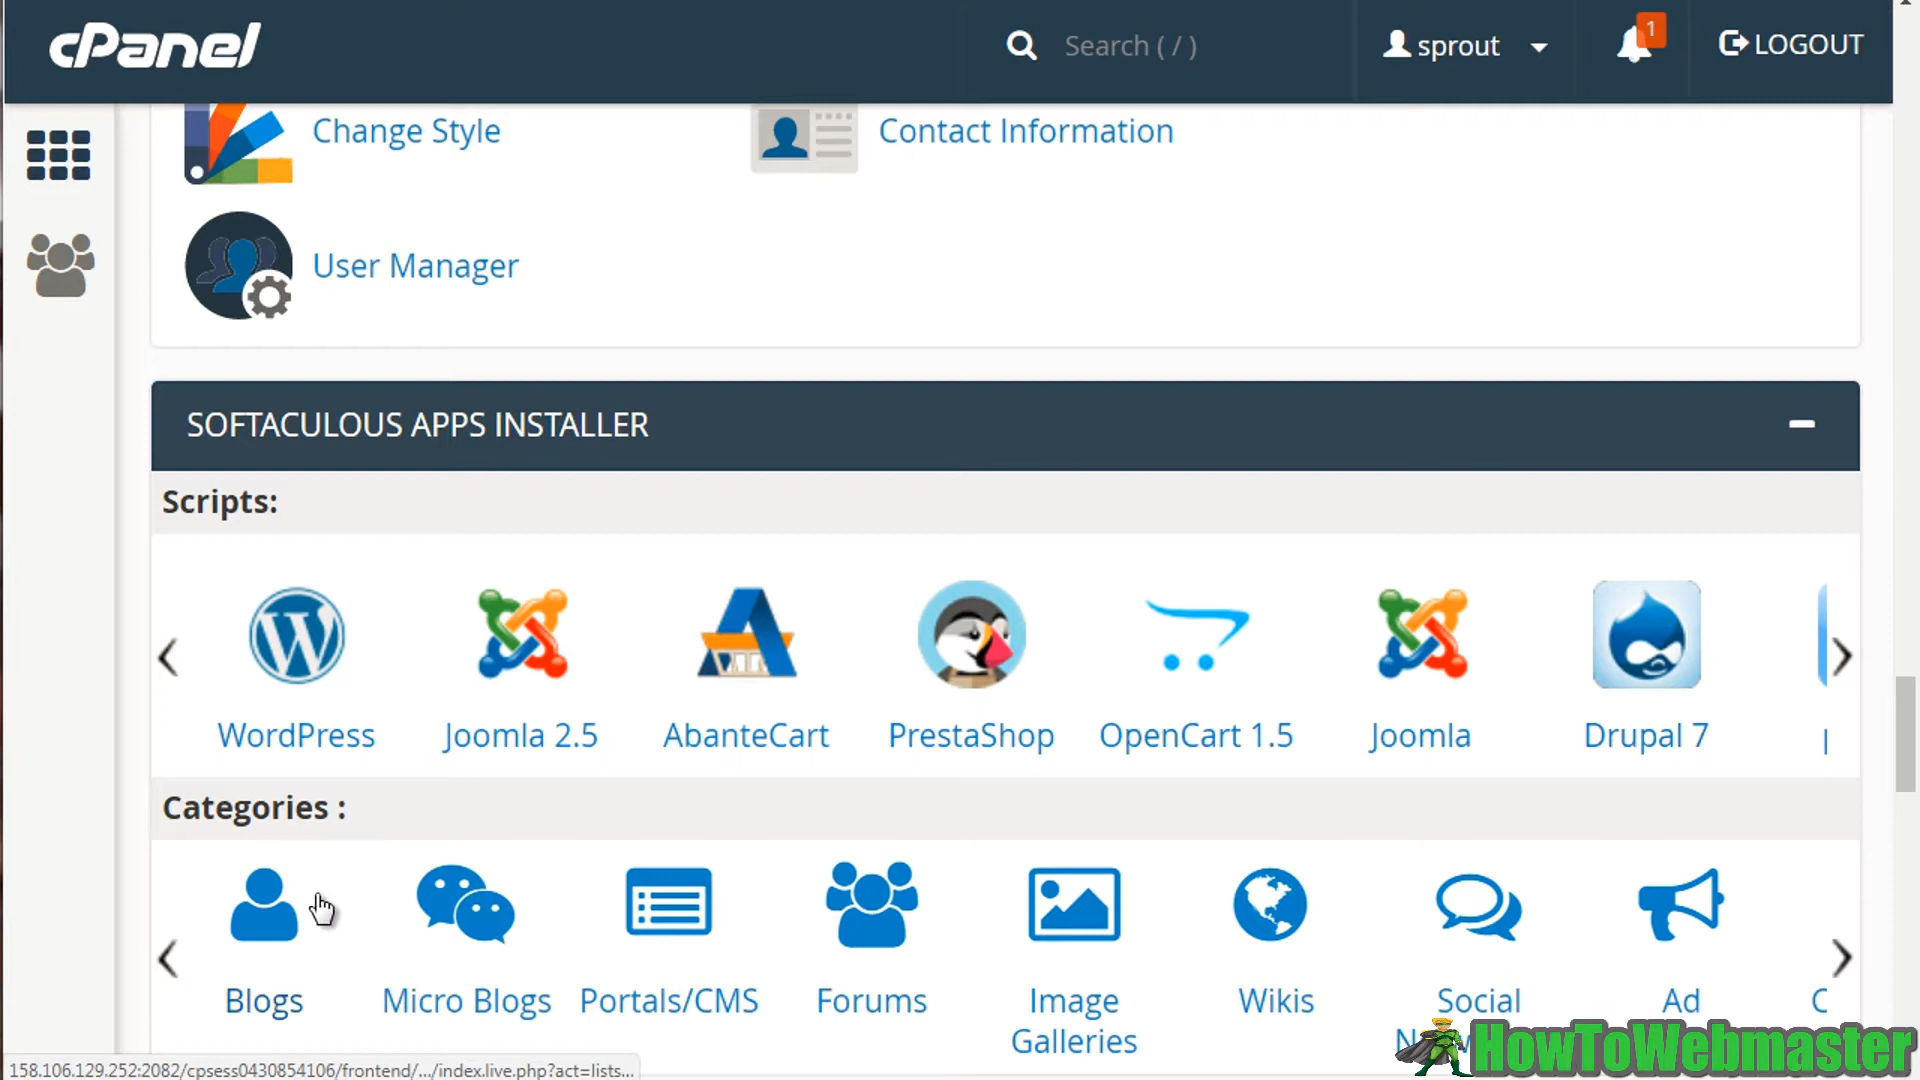 cPanel
Search ( / )
sprout
1
LOGOUT
Change Style
Contact Information
User Manager
SOFTACULOUS APPS INSTALLER
Scripts:
WordPress
Joomla 2.5
AbanteCart
PrestaShop
OpenCart 1.5
Joomla
Drupal 7
Categories :
Blogs
Micro Blogs
Portals/CMS
Forums
Image
Galleries
Wikis
Social
Ad
158.106.129.252:2082/cpsess0430854106/frontend/.../index.live.php?act=lists...
HowToWebmaster